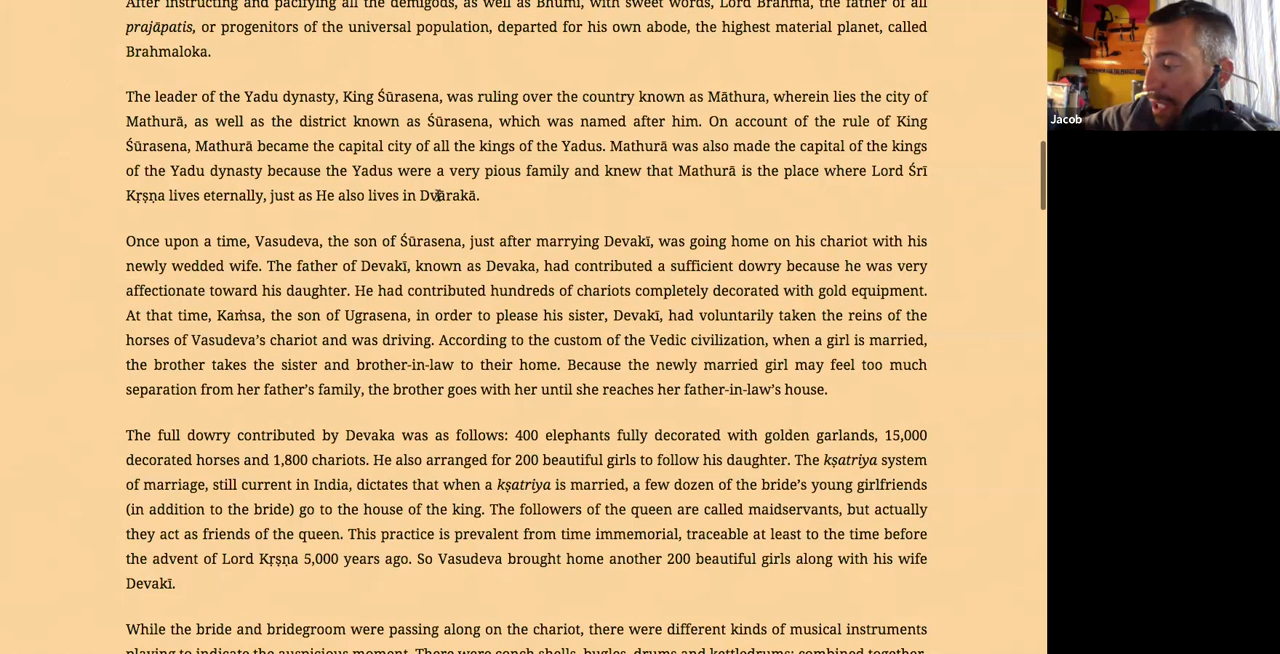 After instructing and pacifying all the demigods, as well as Bhūmi, with sweet words, Lord Brahmā, the father of all
prajāpatis, or progenitors of the universal population, departed for his own abode, the highest material planet, called
Brahmaloka.
The leader of the Yadu dynasty, King Śūrasena, was ruling over the country known as Māthura, wherein lies the city of
Mathurā, as well as the district known as Śūrasena, which was named after him. On account of the rule of King
Śūrasena, Mathurā became the capital city of all the kings of the Yadus. Mathurā was also made the capital of the kings
of the Yadu dynasty because the Yadus were a very pious family and knew that Mathurā is the place where Lord Śrī
Kṛṣṇa lives eternally, just as He also lives in Dvārakā.
Once upon a time, Vasudeva, the son of Śūrasena, just after marrying Devakī, was going home on his chariot with his
newly wedded wife. The father of Devakī, known as Devaka, had contributed a sufficient dowry because he was very
affectionate toward his daughter. He had contributed hundreds of chariots completely decorated with gold equipment.
At that time, Kaṁsa, the son of Ugrasena, in order to please his sister, Devakī, had voluntarily taken the reins of the
horses of Vasudeva’s chariot and was driving. According to the custom of the Vedic civilization, when a girl is married,
the brother takes the sister and brother-in-law to their home. Because the newly married girl may feel too much
separation from her father’s family, the brother goes with her until she reaches her father-in-law’s house.
The full dowry contributed by Devaka was as follows: 400 elephants fully decorated with golden garlands, 15,000
decorated horses and 1,800 chariots. He also arranged for 200 beautiful girls to follow his daughter. The kṣatriya system
of marriage, still current in India, dictates that when a kṣatriya is married, a few dozen of the bride’s young girlfriends
(in addition to the bride) go to the house of the king. The followers of the queen are called maidservants, but actually
they act as friends of the queen. This practice is prevalent from time immemorial, traceable at least to the time before
the advent of Lord Kṛṣṇa 5,000 years ago. So Vasudeva brought home another 200 beautiful girls along with his wife
Devakī.
While the bride and bridegroom were passing along on the chariot, there were different kinds of musical instruments
playing to indicate the auspicious moment. There were conch shells, bugles, drums and kettledrums; combined together,
Jacob